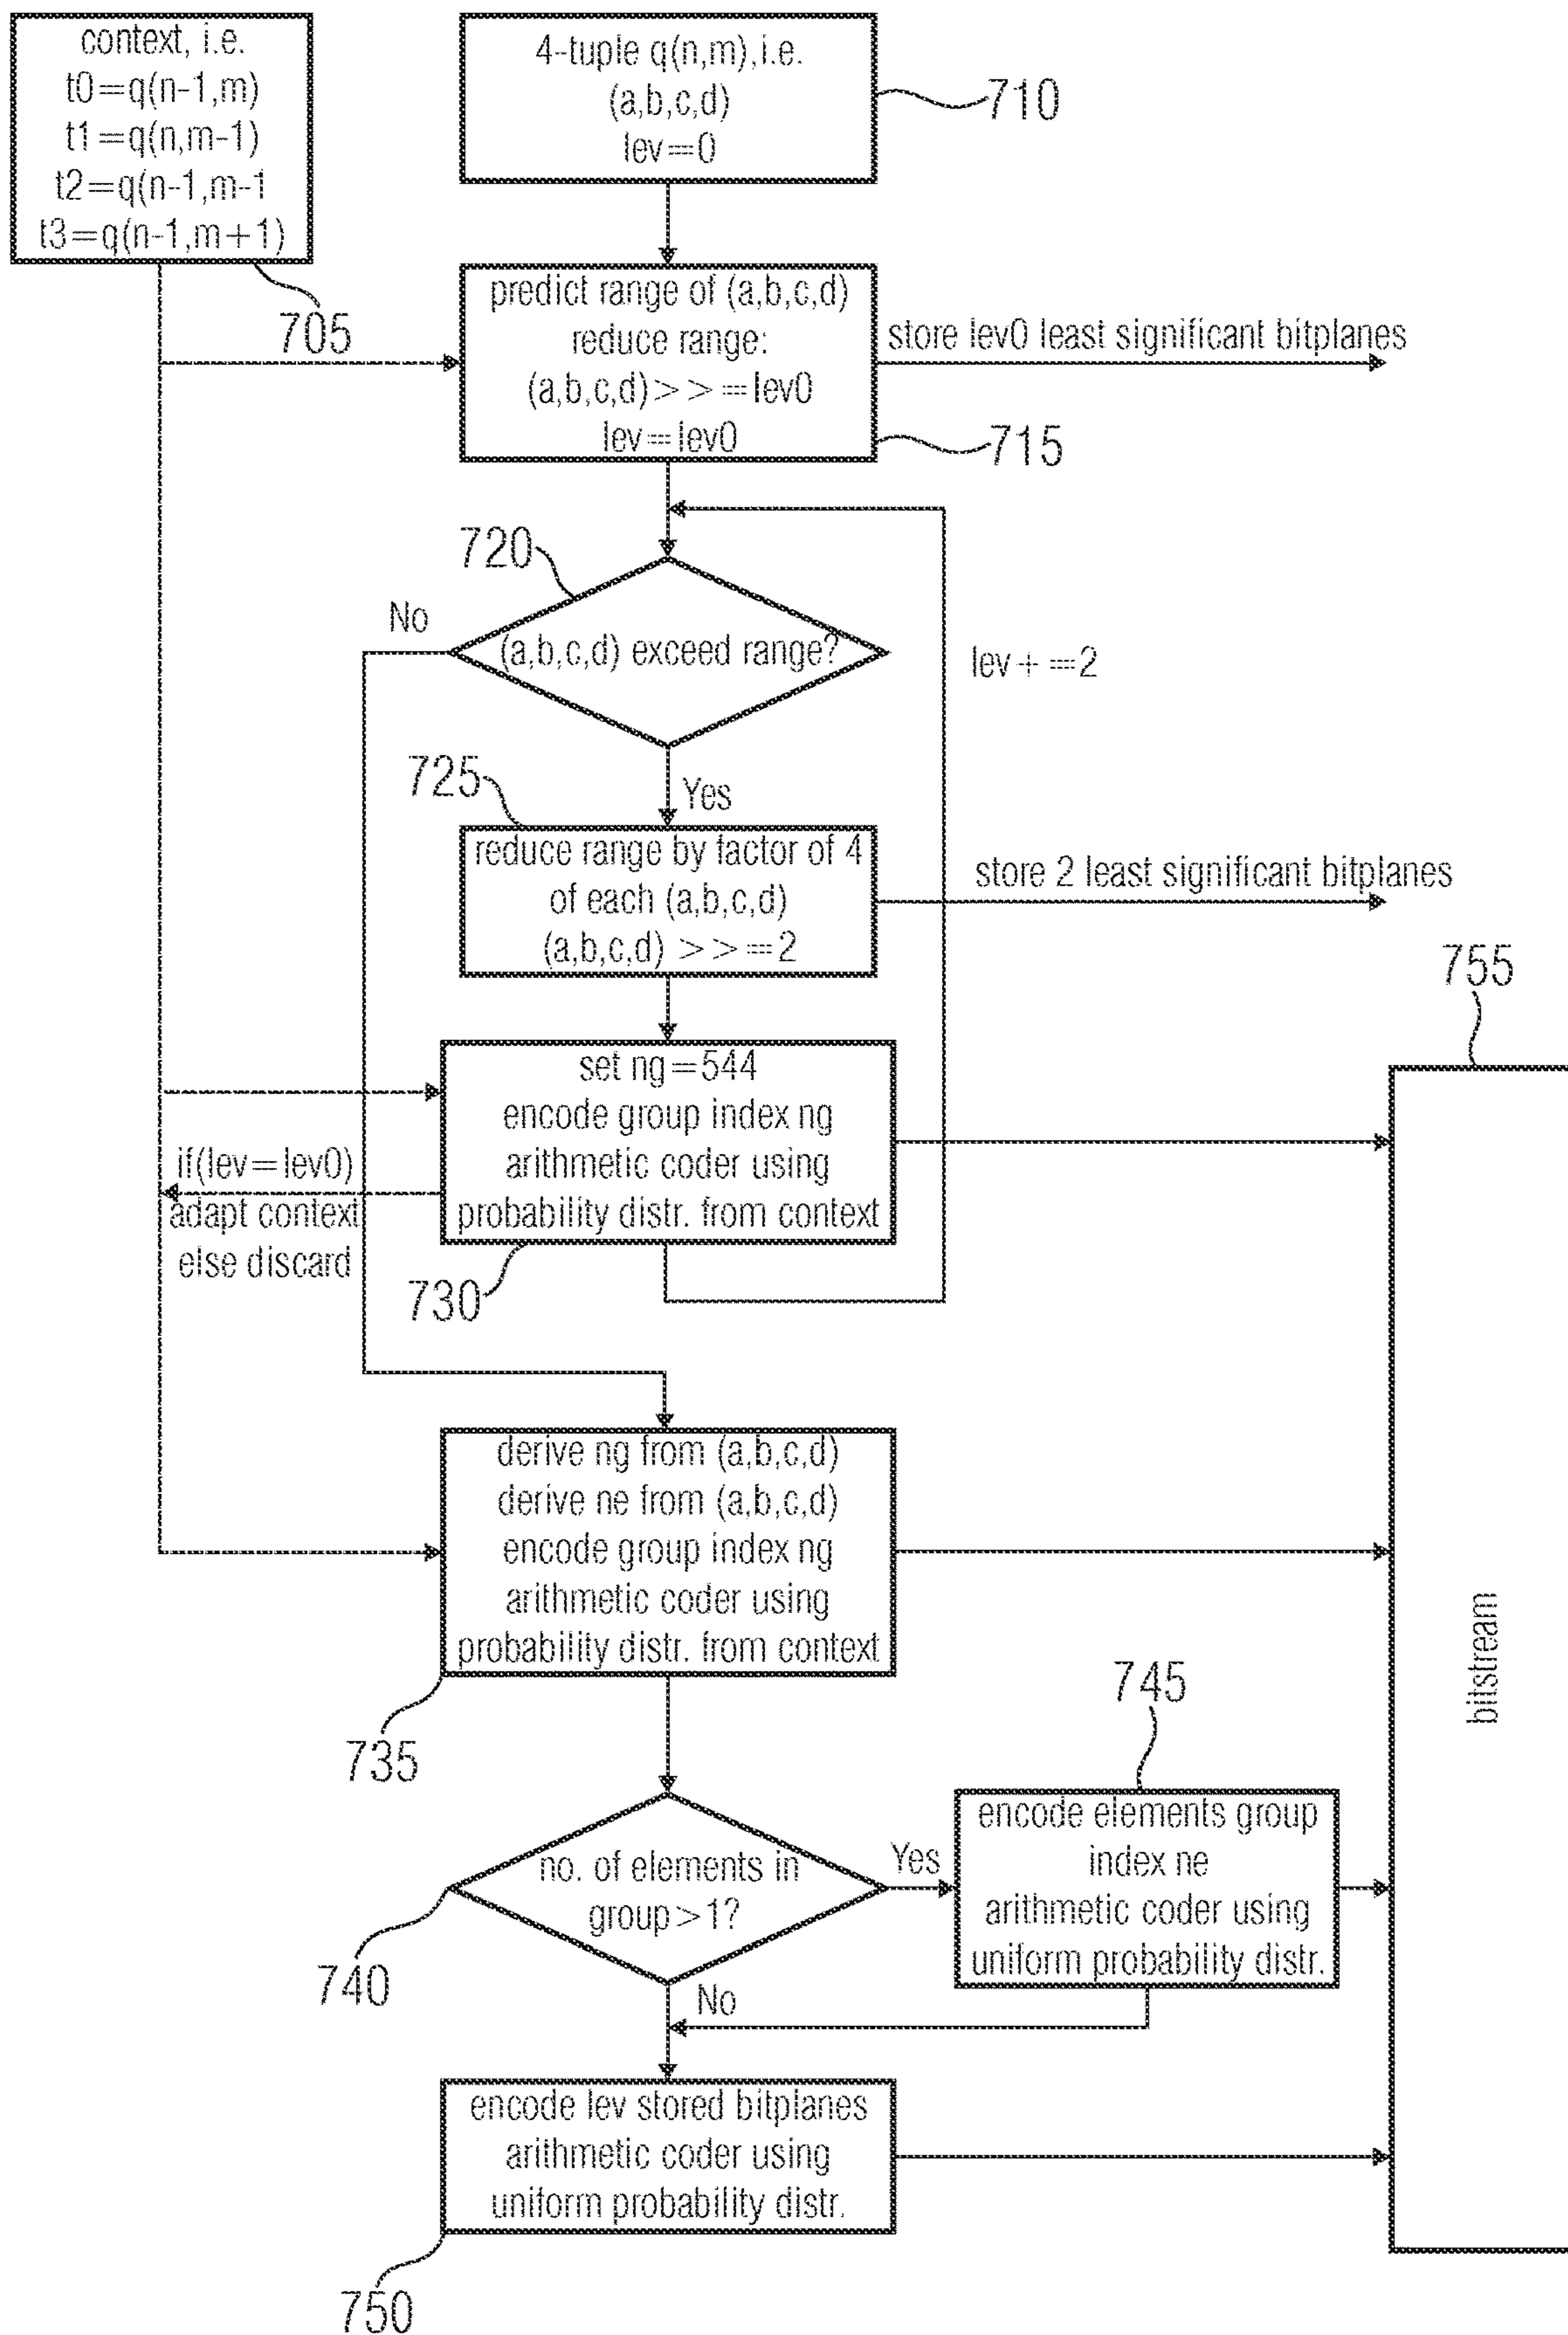 context, i.e.
t0=q(n-1,m)
t1=q(n,m-1)
t2=q(n-1,m-1
t3=q(n-1,m+1)
705
4-tuple q(n,m),i.e.
(a,b,c,d)
lev=0
710
predict range of (a,b,c,d)
reduce range:
(a,b,c,d)>>=lev0
lev=lev0
715
store lev0 least significant bitplanes
720
No
(a,b,c,d) exceed range?
lev+=2
725
Yes
reduce range by factor of 4
of each (a,b,c,d)
(a,b,c,d) >>=2
store 2 least significant bitplanes
755
set ng=544
encode group index ng
arithmetic coder using
probability distr. from context
if(lev=lev0)
adapt context
else discard
730
derive ng from (a,b,c,d)
derive ne from (a,b,c,d)
encode group index ng
arithmetic coder using
probability distr. from context
735
bitstream
745
no. of elements in
group>1?
Yes
encode elements group
index ne
arithmetic coder using
uniform probability distr.
740
No
encode lev stored bitplanes
arithmetic coder using
uniform probability distr.
750